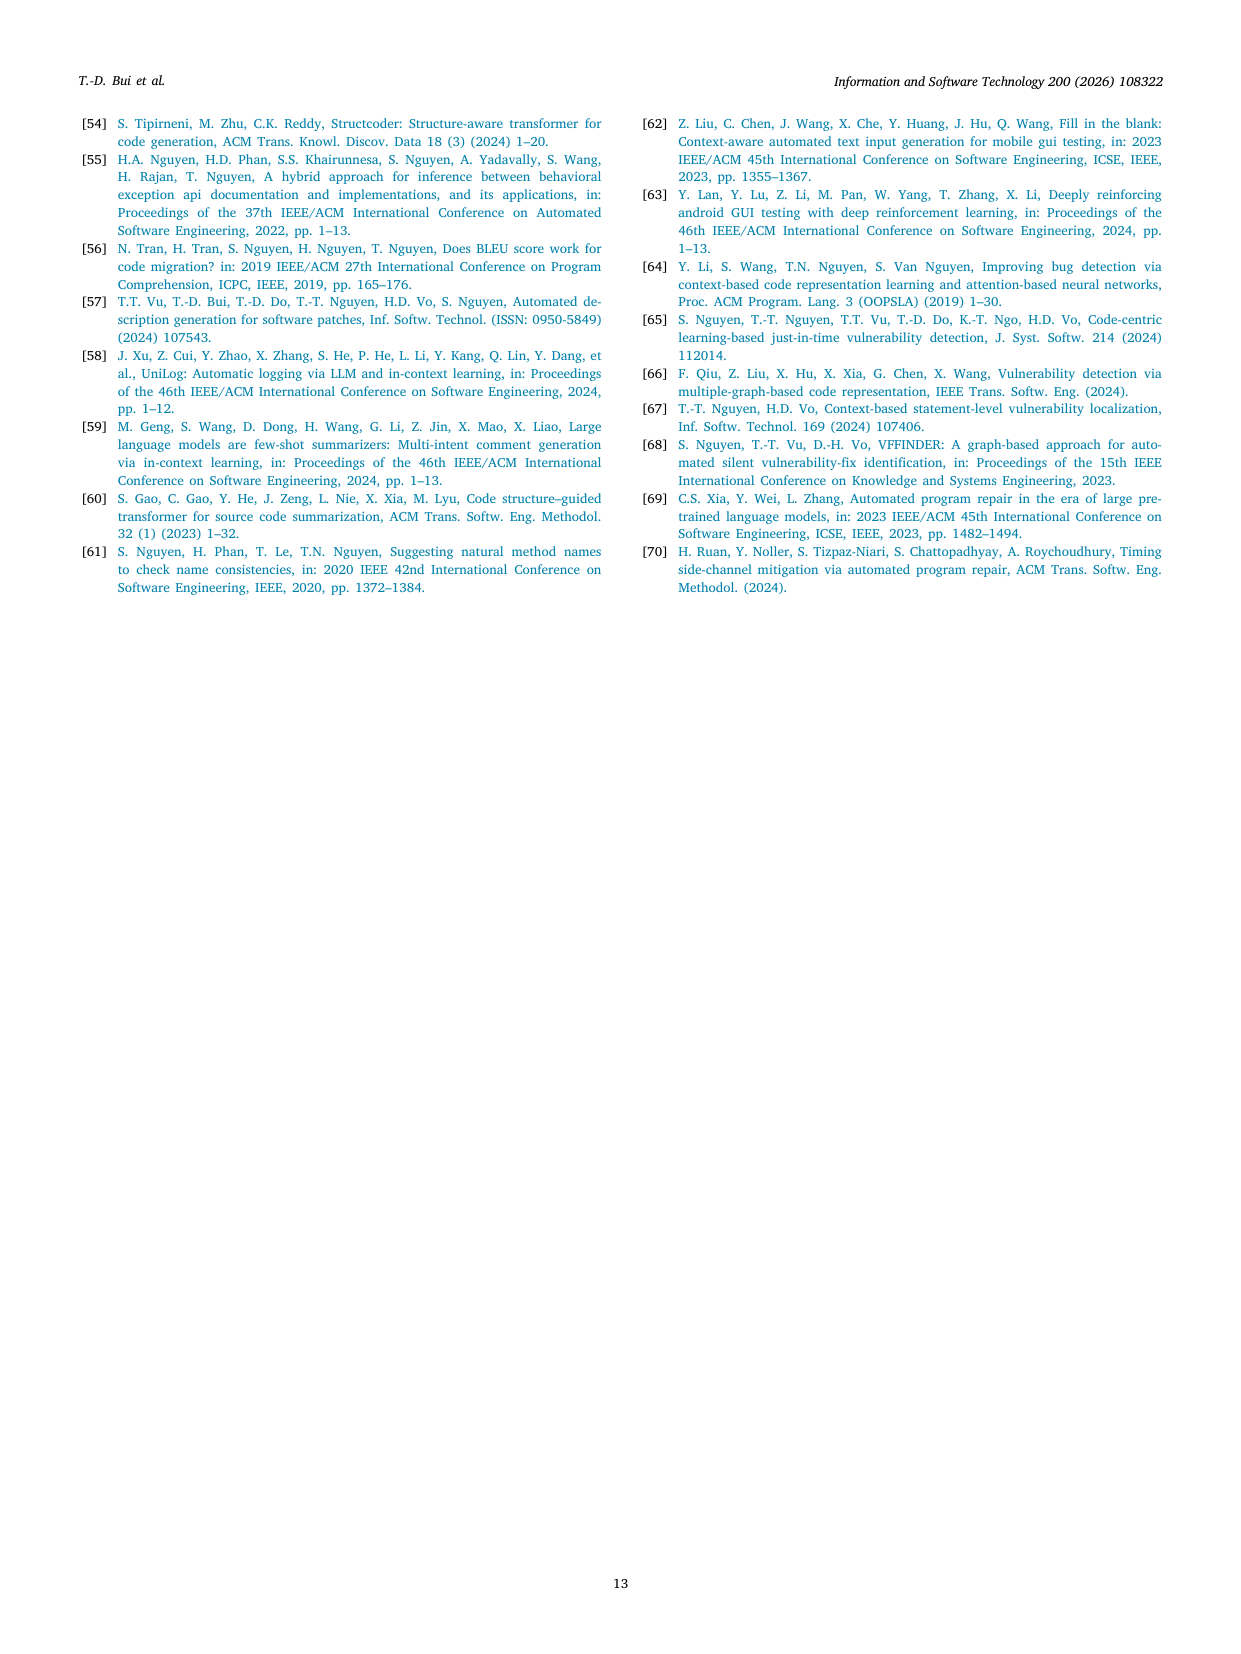 T.-D. Bui et al.
Information and Software Technology 200 (2026) 108322
[54] S. Tipirneni, M. Zhu, C.K. Reddy, Structcoder: Structure-aware transformer for
code generation, ACM Trans. Knowl. Discov. Data 18 (3) (2024) 1–20.
[55] H.A. Nguyen, H.D. Phan, S.S. Khairunnesa, S. Nguyen, A. Yadavally, S. Wang,
H. Rajan, T. Nguyen, A hybrid approach for inference between behavioral
exception api documentation and implementations, and its applications, in:
Proceedings of the 37th IEEE/ACM International Conference on Automated
Software Engineering, 2022, pp. 1–13.
[56] N. Tran, H. Tran, S. Nguyen, H. Nguyen, T. Nguyen, Does BLEU score work for
code migration? in: 2019 IEEE/ACM 27th International Conference on Program
Comprehension, ICPC, IEEE, 2019, pp. 165–176.
[57] T.T. Vu, T.-D. Bui, T.-D. Do, T.-T. Nguyen, H.D. Vo, S. Nguyen, Automated de-
scription generation for software patches, Inf. Softw. Technol. (ISSN: 0950-5849)
(2024) 107543.
[58] J. Xu, Z. Cui, Y. Zhao, X. Zhang, S. He, P. He, L. Li, Y. Kang, Q. Lin, Y. Dang, et
al., UniLog: Automatic logging via LLM and in-context learning, in: Proceedings
of the 46th IEEE/ACM International Conference on Software Engineering, 2024,
pp. 1–12.
[59] M. Geng, S. Wang, D. Dong, H. Wang, G. Li, Z. Jin, X. Mao, X. Liao, Large
language models are few-shot summarizers: Multi-intent comment generation
via in-context learning, in: Proceedings of the 46th IEEE/ACM International
Conference on Software Engineering, 2024, pp. 1–13.
[60] S. Gao, C. Gao, Y. He, J. Zeng, L. Nie, X. Xia, M. Lyu, Code structure–guided
transformer for source code summarization, ACM Trans. Softw. Eng. Methodol.
32 (1) (2023) 1–32.
[61] S. Nguyen, H. Phan, T. Le, T.N. Nguyen, Suggesting natural method names
to check name consistencies, in: 2020 IEEE 42nd International Conference on
Software Engineering, IEEE, 2020, pp. 1372–1384.
[62] Z. Liu, C. Chen, J. Wang, X. Che, Y. Huang, J. Hu, Q. Wang, Fill in the blank:
Context-aware automated text input generation for mobile gui testing, in: 2023
IEEE/ACM 45th International Conference on Software Engineering, ICSE, IEEE,
2023, pp. 1355–1367.
[63] Y. Lan, Y. Lu, Z. Li, M. Pan, W. Yang, T. Zhang, X. Li, Deeply reinforcing
android GUI testing with deep reinforcement learning, in: Proceedings of the
46th IEEE/ACM International Conference on Software Engineering, 2024, pp.
1–13.
[64] Y. Li, S. Wang, T.N. Nguyen, S. Van Nguyen, Improving bug detection via
context-based code representation learning and attention-based neural networks,
Proc. ACM Program. Lang. 3 (OOPSLA) (2019) 1–30.
[65] S. Nguyen, T.-T. Nguyen, T.T. Vu, T.-D. Do, K.-T. Ngo, H.D. Vo, Code-centric
learning-based just-in-time vulnerability detection, J. Syst. Softw. 214 (2024)
112014.
[66] F. Qiu, Z. Liu, X. Hu, X. Xia, G. Chen, X. Wang, Vulnerability detection via
multiple-graph-based code representation, IEEE Trans. Softw. Eng. (2024).
[67] T.-T. Nguyen, H.D. Vo, Context-based statement-level vulnerability localization,
Inf. Softw. Technol. 169 (2024) 107406.
[68] S. Nguyen, T.-T. Vu, D.-H. Vo, VFFINDER: A graph-based approach for auto-
mated silent vulnerability-fix identification, in: Proceedings of the 15th IEEE
International Conference on Knowledge and Systems Engineering, 2023.
[69] C.S. Xia, Y. Wei, L. Zhang, Automated program repair in the era of large pre-
trained language models, in: 2023 IEEE/ACM 45th International Conference on
Software Engineering, ICSE, IEEE, 2023, pp. 1482–1494.
[70] H. Ruan, Y. Noller, S. Tizpaz-Niari, S. Chattopadhyay, A. Roychoudhury, Timing
side-channel mitigation via automated program repair, ACM Trans. Softw. Eng.
Methodol. (2024).
13